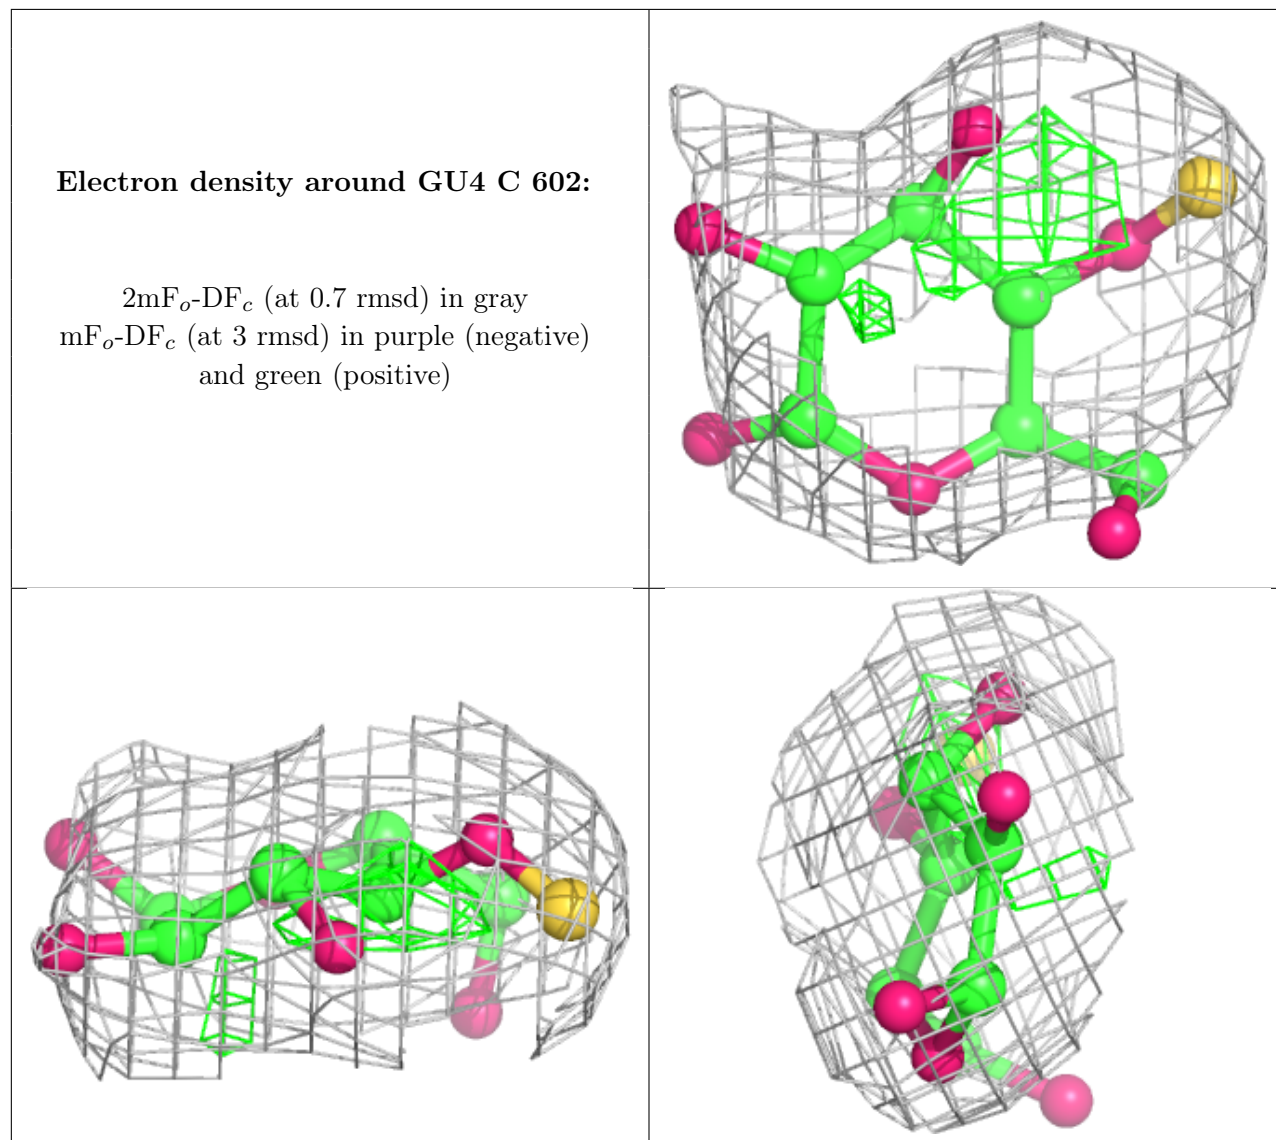 Electron density around GU4 C 602:
2mFo-DFc (at 0.7 rmsd) in gray
mFo-DFc (at 3 rmsd) in purple (negative)
and green (positive)